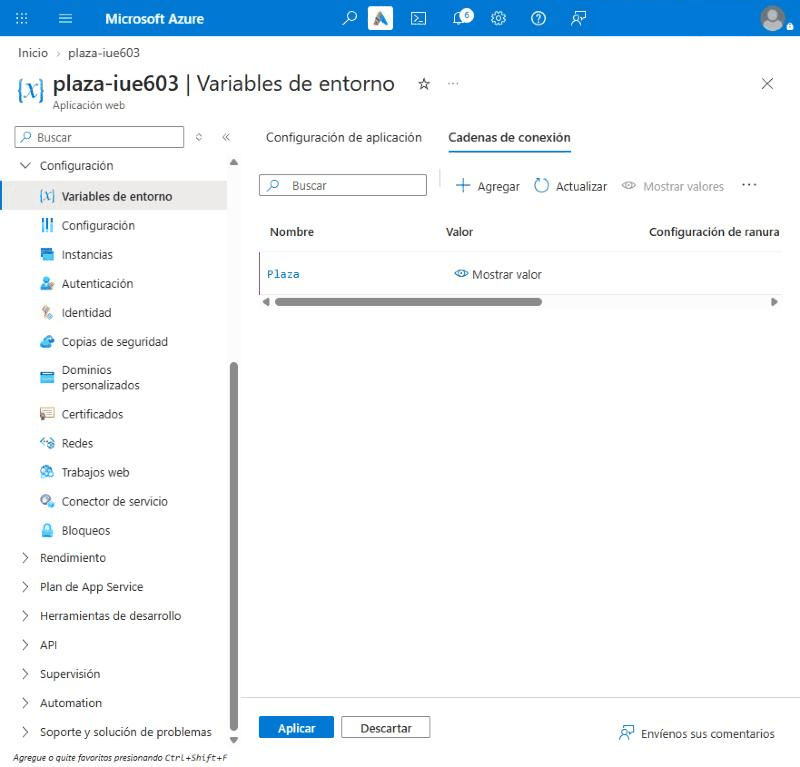 Microsoft Azure
6
Inicio > plaza-iue603
plaza-iue603 | Variables de entorno
Aplicación web
Buscar
Configuración
Variables de entorno
Configuración
Instancias
Autenticación
Identidad
Copias de seguridad
Dominios
personalizados
Certificados
Redes
Trabajos web
Conector de servicio
Bloqueos
Rendimiento
Plan de App Service
Herramientas de desarrollo
API
Supervisión
Automation
Soporte y solución de problemas
Agregue o quite favoritos presionando Ctrl+Shift+F
Configuración de aplicación Cadenas de conexión
Buscar Agregar Actualizar Mostrar valores ...
Nombre Valor Configuración de ranura
Plaza Mostrar valor
Aplicar Descartar Envíenos sus comentarios